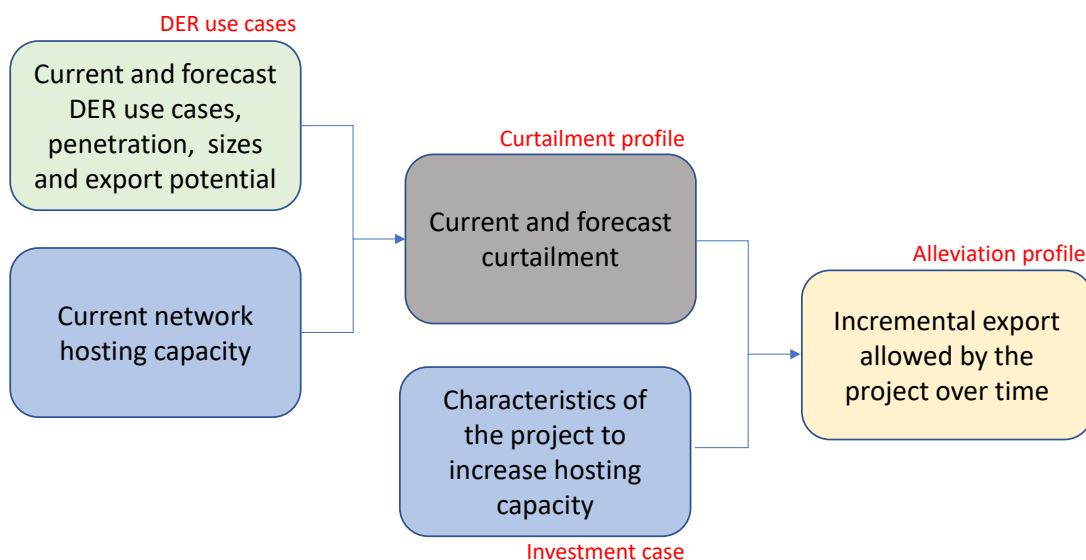 DER use cases
Current and forecast
DER use cases,
penetration, sizes
and export potential
Current network
hosting capacity
Curtailment profile
Current and forecast
curtailment
Characteristics of
the project to
increase hosting
capacity
Investment case
Alleviation profile
Incremental export
allowed by the
project over time